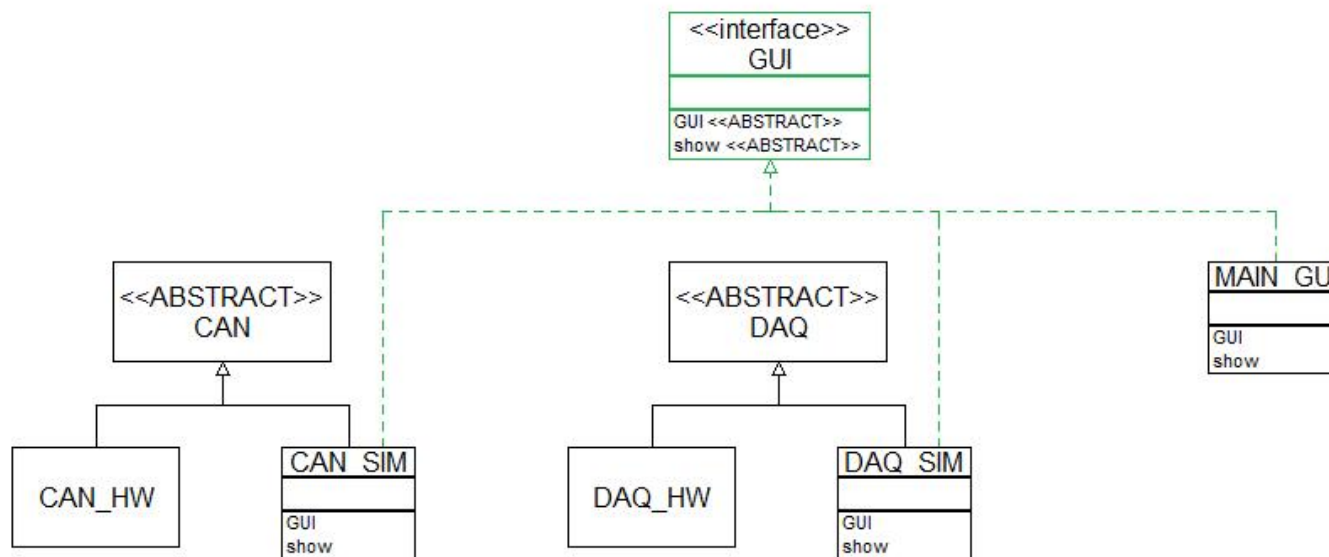 <<interface>>
GUI
GUI <<ABSTRACT>>
show <<ABSTRACT>>
<<ABSTRACT>>
CAN
<<ABSTRACT>>
DAQ
MAIN_GU
GUI
show
CAN_HW
CAN_SIM
GUI
show
DAQ_HW
DAQ_SIM
GUI
show